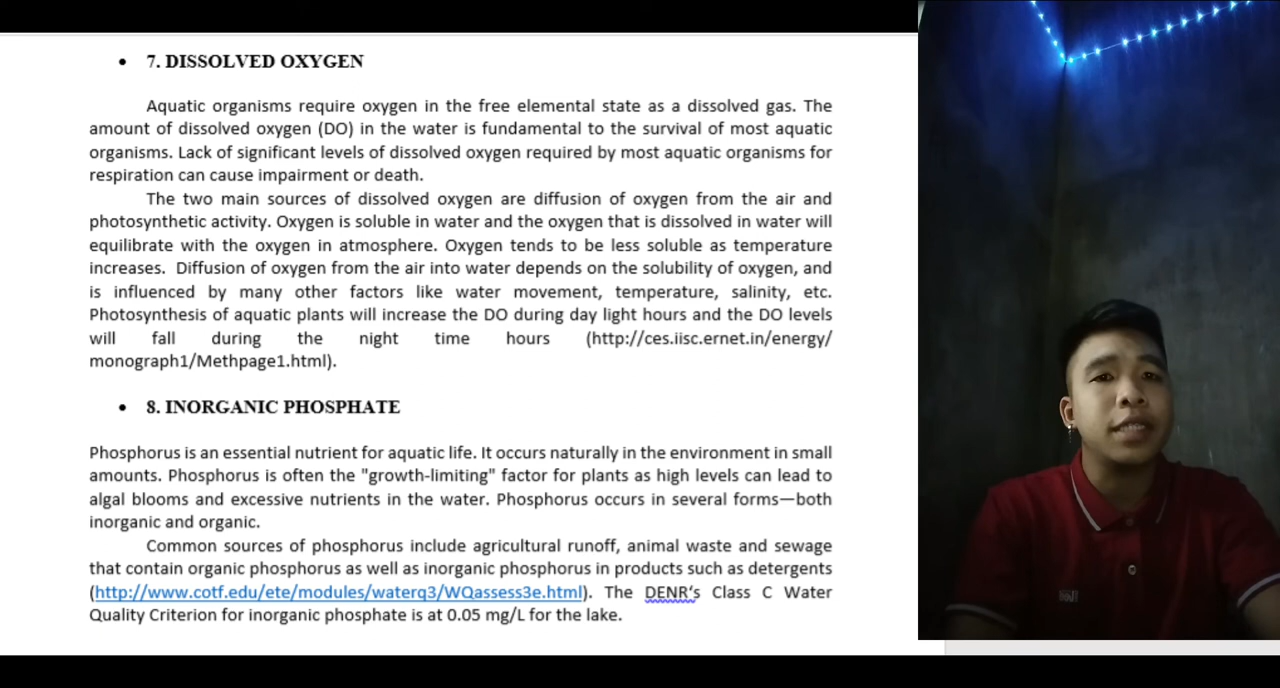 • 7. DISSOLVED OXYGEN
Aquatic organisms require oxygen in the free elemental state as a dissolved gas. The
amount of dissolved oxygen (DO) in the water is fundamental to the survival of most aquatic
organisms. Lack of significant levels of dissolved oxygen required by most aquatic organisms for
respiration can cause impairment or death.
The two main sources of dissolved oxygen are diffusion of oxygen from the air and
photosynthetic activity. Oxygen is soluble in water and the oxygen that is dissolved in water will
equilibrate with the oxygen in atmosphere. Oxygen tends to be less soluble as temperature
increases. Diffusion of oxygen from the air into water depends on the solubility of oxygen, and
is influenced by many other factors like water movement, temperature, salinity, etc.
Photosynthesis of aquatic plants will increase the DO during day light hours and the DO levels
will fall during the night time hours (http://ces.iisc.ernet.in/energy/
monograph1/Methpage1.html).
• 8. INORGANIC PHOSPHATE
Phosphorus is an essential nutrient for aquatic life. It occurs naturally in the environment in small
amounts. Phosphorus is often the "growth-limiting" factor for plants as high levels can lead to
algal blooms and excessive nutrients in the water. Phosphorus occurs in several forms—both
inorganic and organic.
Common sources of phosphorus include agricultural runoff, animal waste and sewage
that contain organic phosphorus as well as inorganic phosphorus in products such as detergents
(http://www.cotf.edu/ete/modules/waterq3/WQassess3e.html). The DENR's Class C Water
Quality Criterion for inorganic phosphate is at 0.05 mg/L for the lake.